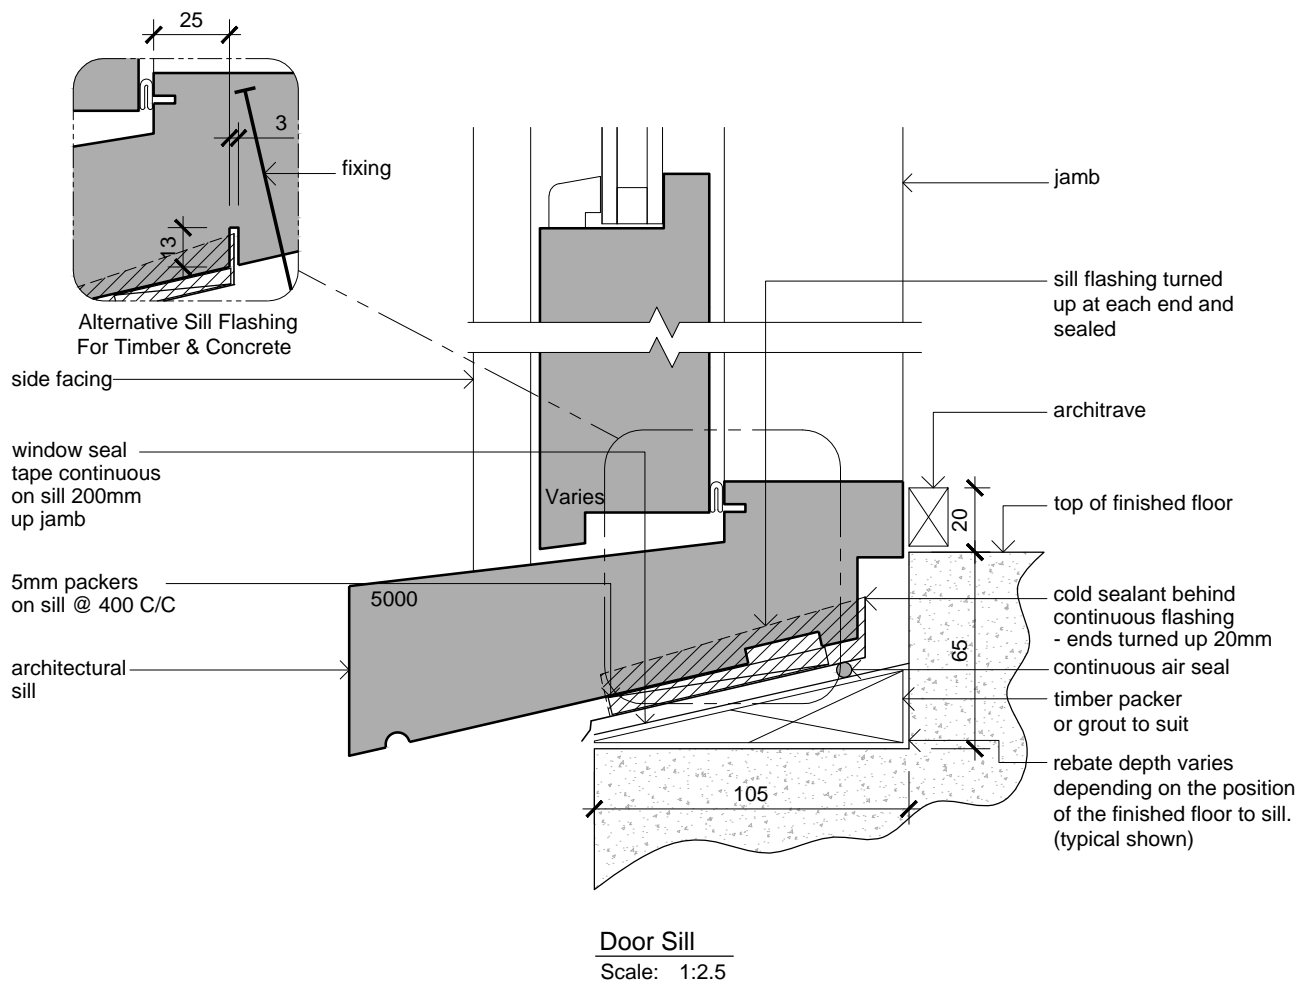 25
3
fixing
13
Alternative Sill Flashing
For Timber & Concrete
side facing
window seal
tape continuous
on sill 200mm
up jamb
5mm packers
on sill @ 400 C/C
architectural
sill
Varies
5000
jamb
sill flashing turned
up at each end and
sealed
architrave
20
top of finished floor
cold sealant behind
continuous flashing
- ends turned up 20mm
65
continuous air seal
timber packer
or grout to suit
rebate depth varies
depending on the position
of the finished floor to sill.
(typical shown)
105
Door Sill
Scale: 1:2.5